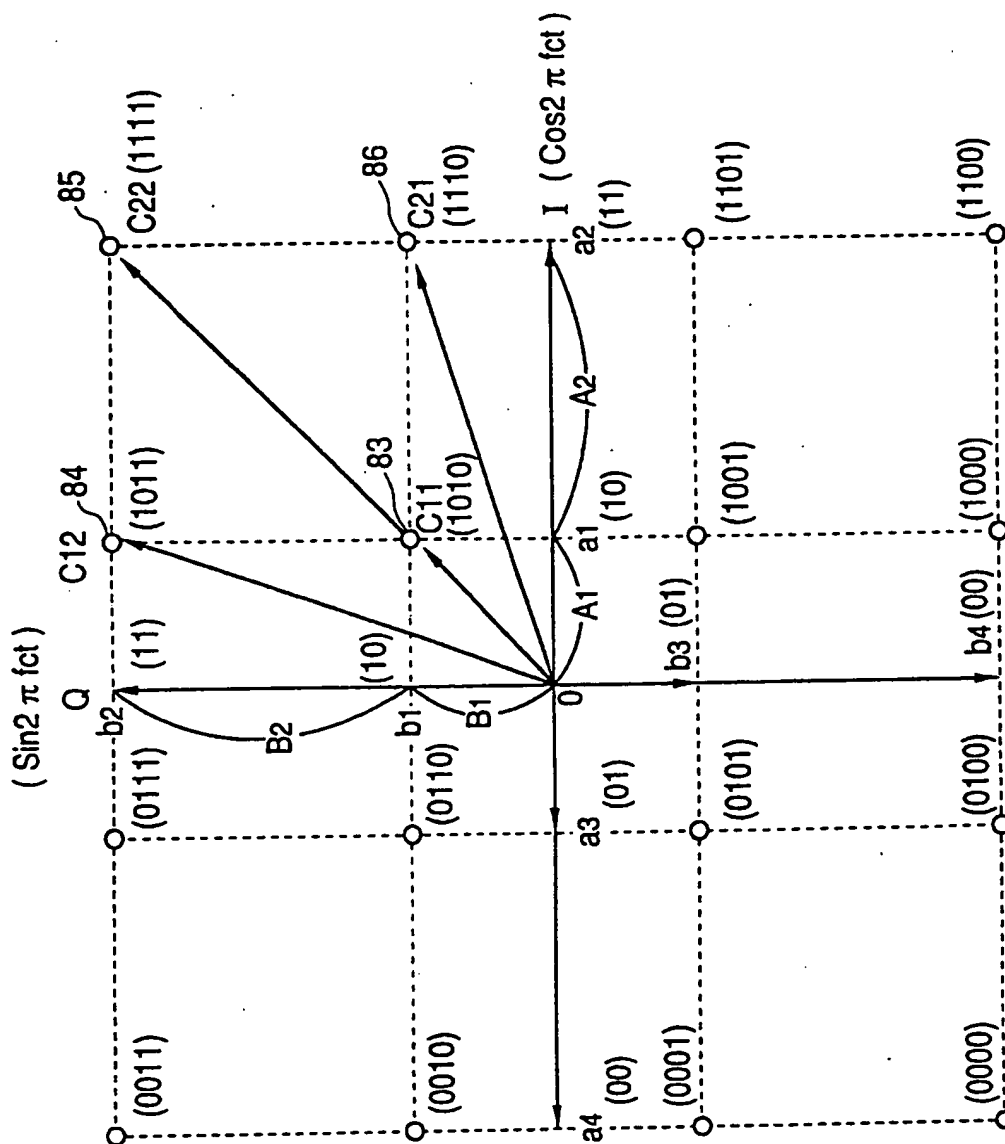 ( Sin2 π fct )
Q
C12 84
85
b2 (11)
(0011) (0111) (1011) C22 (1111)
B2
86
(10) 83 C21
b1 C11 (1110)
(0010) (0110) (1010)
B1
0 A1 A2 I ( Cos2 π fct )
a4 a3 a1 a2
(00) (01) (10) (11)
b3 (01)
(0001) (0101) (1001) (1101)
b4 (00)
(0000) (0100) (1000) (1100)